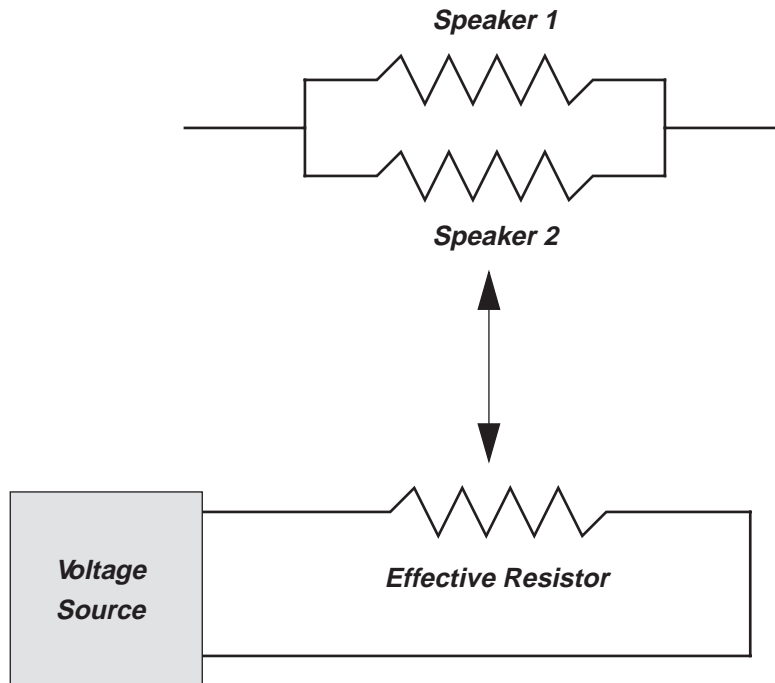 Speaker 1
Speaker 2
Effective Resistor
Voltage
Source